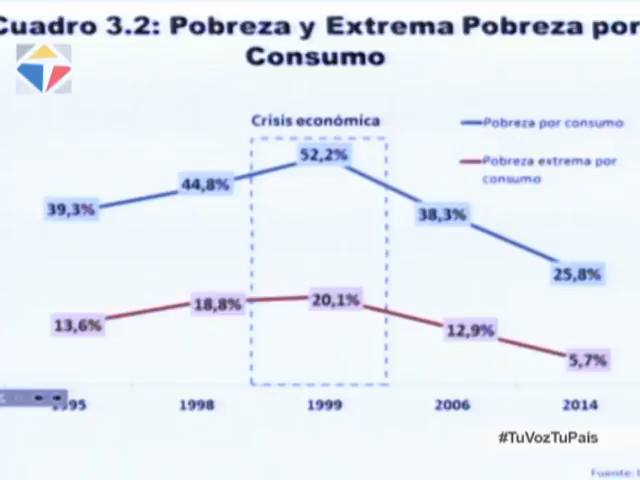 Cuadro 3.2: Pobreza y Extrema Pobreza por
Consumo
Crisis económica
Pobreza por consumo
52,2%
Pobreza extrema por
consumo
44,8%
39,3%
38,3%
25,8%
20,1%
18,8%
13,6%
12,9%
5,7%
1995
1998
1999
2006
2014
#TuVozTuPaís
Fuente: